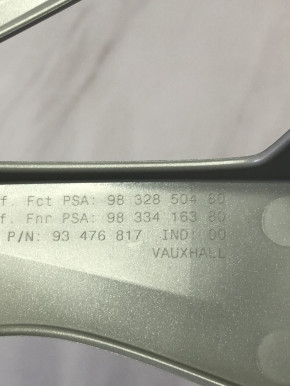 f. Fct PSA: 98 328 504 80
f. Fnr PSA: 98 334 163 80
P/N: 93 476 817 IND: 00
VAUXHALL